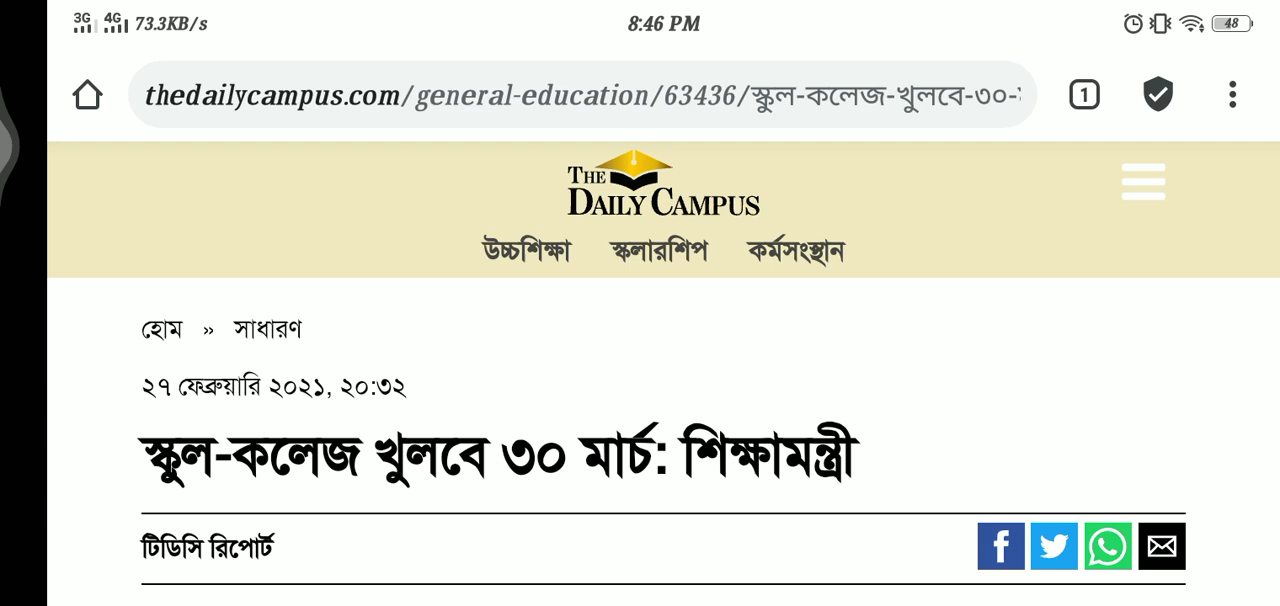 3G 4G 73.3KB/s 8:46 PM 48
thedailycampus.com/general-education/63436/স্কুল-কলেজ-খুলবে-৩০-
1
THE
DAILY CAMPUS
উচ্চশিক্ষা স্কলারশিপ কর্মসংস্থান
হোম » সাধারণ
২৭ ফেব্রুয়ারি ২০২১, ২০:৩২
স্কুল-কলেজ খুলবে ৩০ মার্চ: শিক্ষামন্ত্রী
টিডিসি রিপোর্ট